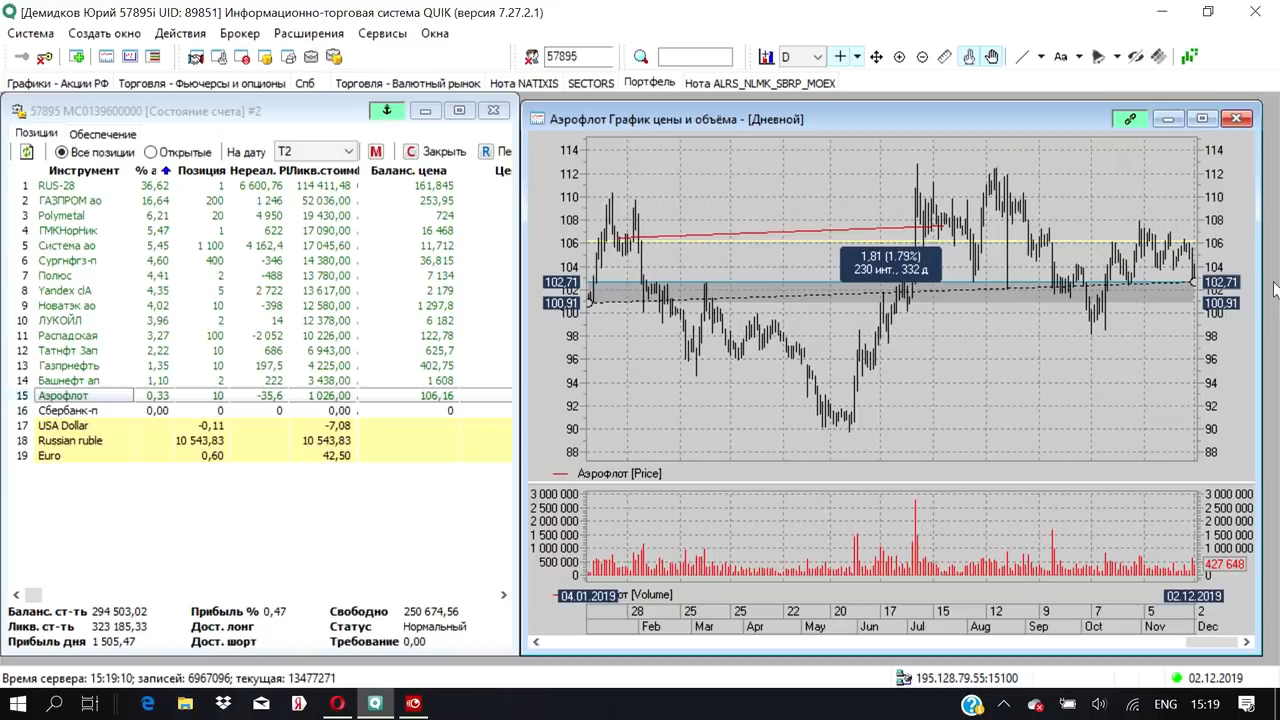 [Демидков Юрий 57895i UID: 89851] Информационно-торговая система QUIK (версия 7.27.2.1)
Система Создать окно Действия Брокер Расширения Сервисы Окна
57895 D Aa
Графики - Акции РФ Торговля - Фьючерсы и опционы Спб Торговля - Валютный рынок Нота NATIXIS SECTORS Портфель Нота ALRS_NLMK_SBRP_MOEX
57895 MC0139600000 [Состояние счета] #2
Позиции Обеспечение
Все позиции Открытые На дату T2 M C Закрыть R Пе
Инструмент % а Позиция Нереал. PI Ликв.стоим Баланс. цена Це
1 RUS-28 36,62 1 6 600,76 114 411,48 161,845
2 ГАЗПРОМ ао 16,64 200 1 246 52 036,00 253,95
3 Polymetal 6,21 20 4 950 19 430,00 724
4 ГМКНорНик 5,47 1 622 17 090,00 16 468
5 Система ао 5,45 1 100 4 162,4 17 045,60 11,712
6 Сургнфгз-п 4,60 400 -346 14 380,00 36,815
7 Полюс 4,41 2 -488 13 780,00 7 134
8 Yandex clA 4,35 5 2 722 13 617,00 2 179
9 Новатэк ао 4,02 10 -398 12 580,00 1 297,8
10 ЛУКОЙЛ 3,96 2 14 12 378,00 6 182
11 Распадская 3,27 100 -2 052 10 226,00 122,78
12 Татнфт 3ап 2,22 10 686 6 943,00 625,7
13 Газпрнефть 1,35 10 197,5 4 225,00 402,75
14 Башнефт ап 1,10 2 222 3 438,00 1 608
15 Аэрофлот 0,33 10 -35,6 1 026,00 106,16
16 Сбербанк-п 0,00 0 0 0,00 0
17 USA Dollar -0,11 -7,08
18 Russian ruble 10 543,83 10 543,83
19 Euro 0,60 42,50
Баланс. ст-ть 294 503,02 Прибыль % 0,47 Свободно 250 674,56
Ликв. ст-ть 323 185,33 Дост. лонг Статус Нормальный
Прибыль дня 1 505,47 Дост. шорт Требование 0,00
Аэрофлот График цены и объёма - [Дневной]
114 114
112 112
110 110
108 108
106 106
1,81 (1.79%)
104 104
230 инт., 332 д
102,71 102,71
102
100,91 100,91
100 100
98 98
96 96
94 94
92 92
90 90
88 88
Аэрофлот [Price]
3 000 000 3 000 000
2 500 000 2 500 000
2 000 000 2 000 000
1 500 000 1 500 000
1 000 000 1 000 000
500 000 427 648
0 0
04.01.2019 от [Volume] 02.12.2019
28 25 25 22 20 17 15 12 9 7 5 2
Feb Mar Apr May Jun Jul Aug Sep Oct Nov Dec
Время сервера: 15:19:10; записей: 6967096; текущая: 13477271 195.128.79.55:15100 02.12.2019
ENG 15:19